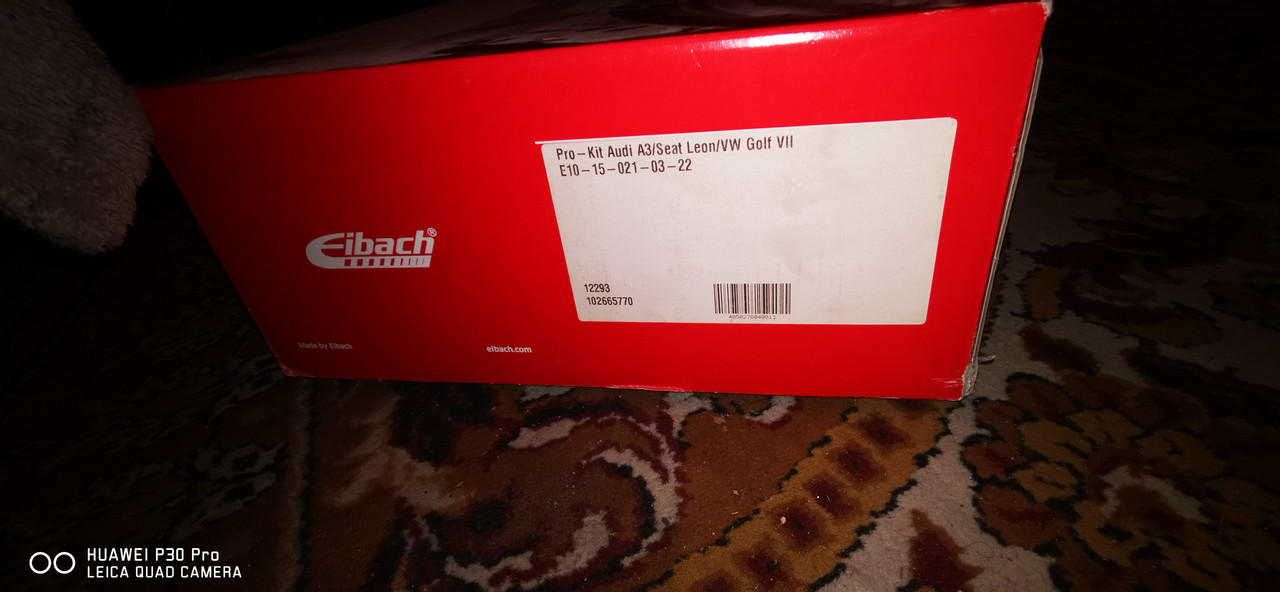 Pro-Kit Audi A3/Seat Leon/VW Golf VII
E10-15-021-03-22
Eibach®
12293
102665770
Made by Eibach
eibach.com
HUAWEI P30 Pro
LEICA QUAD CAMERA